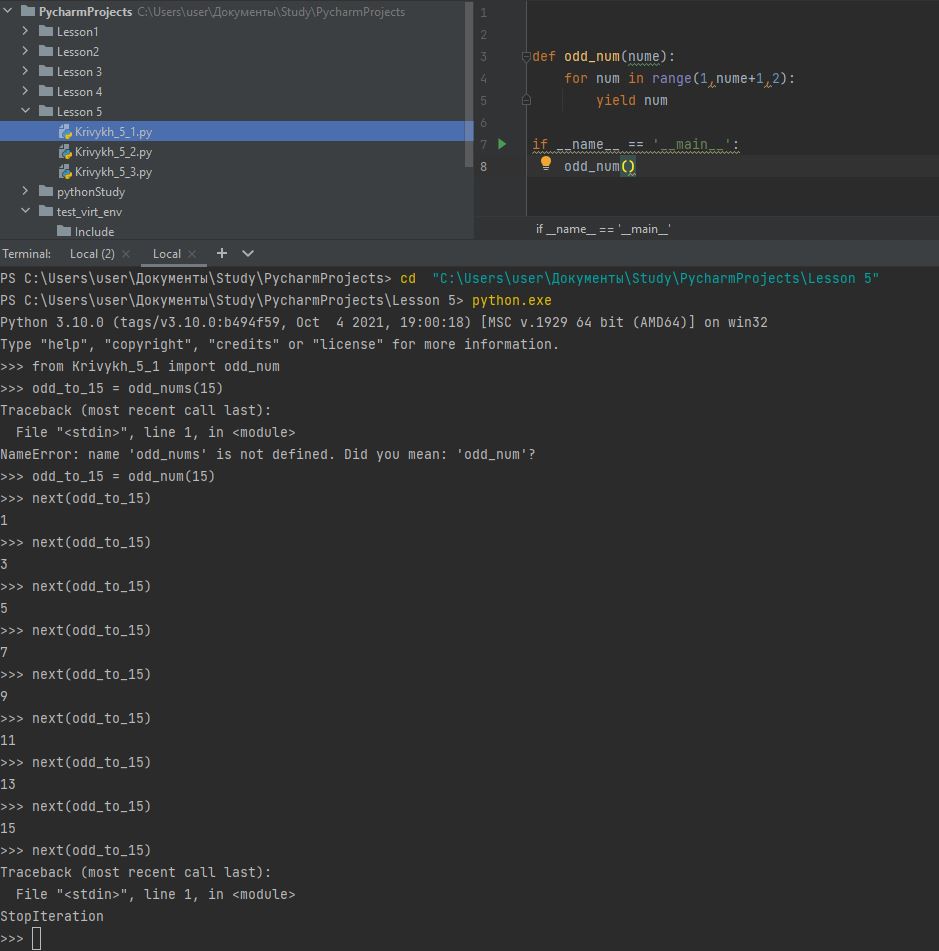 PycharmProjects C:\Users\user\Документы\Study\PycharmProjects
Lesson1
Lesson2
Lesson 3
Lesson 4
Lesson 5
Krivykh_5_1.py
Krivykh_5_2.py
Krivykh_5_3.py
pythonStudy
test_virt_env
Include
1
2
3 def odd_num(nume):
4 for num in range(1,nume+1,2):
5 yield num
6
7 if __name__ == '__main__':
8 odd_num()
if __name__ == '__main__'
Terminal: Local (2) × Local × +
PS C:\Users\user\Документы\Study\PycharmProjects> cd "C:\Users\user\Документы\Study\PycharmProjects\Lesson 5"
PS C:\Users\user\Документы\Study\PycharmProjects\Lesson 5> python.exe
Python 3.10.0 (tags/v3.10.0:b494f59, Oct 4 2021, 19:00:18) [MSC v.1929 64 bit (AMD64)] on win32
Type "help", "copyright", "credits" or "license" for more information.
>>> from Krivykh_5_1 import odd_num
>>> odd_to_15 = odd_nums(15)
Traceback (most recent call last):
File "<stdin>", line 1, in <module>
NameError: name 'odd_nums' is not defined. Did you mean: 'odd_num'?
>>> odd_to_15 = odd_num(15)
>>> next(odd_to_15)
1
>>> next(odd_to_15)
3
>>> next(odd_to_15)
5
>>> next(odd_to_15)
7
>>> next(odd_to_15)
9
>>> next(odd_to_15)
11
>>> next(odd_to_15)
13
>>> next(odd_to_15)
15
>>> next(odd_to_15)
Traceback (most recent call last):
File "<stdin>", line 1, in <module>
StopIteration
>>>